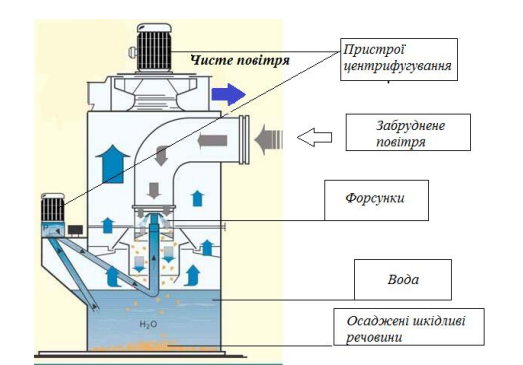 Чисте повітря
Пристрої
центрифугування
Забруднене
повітря
Форсунки
Вода
H₂O
Осаджені шкідливі
речовини